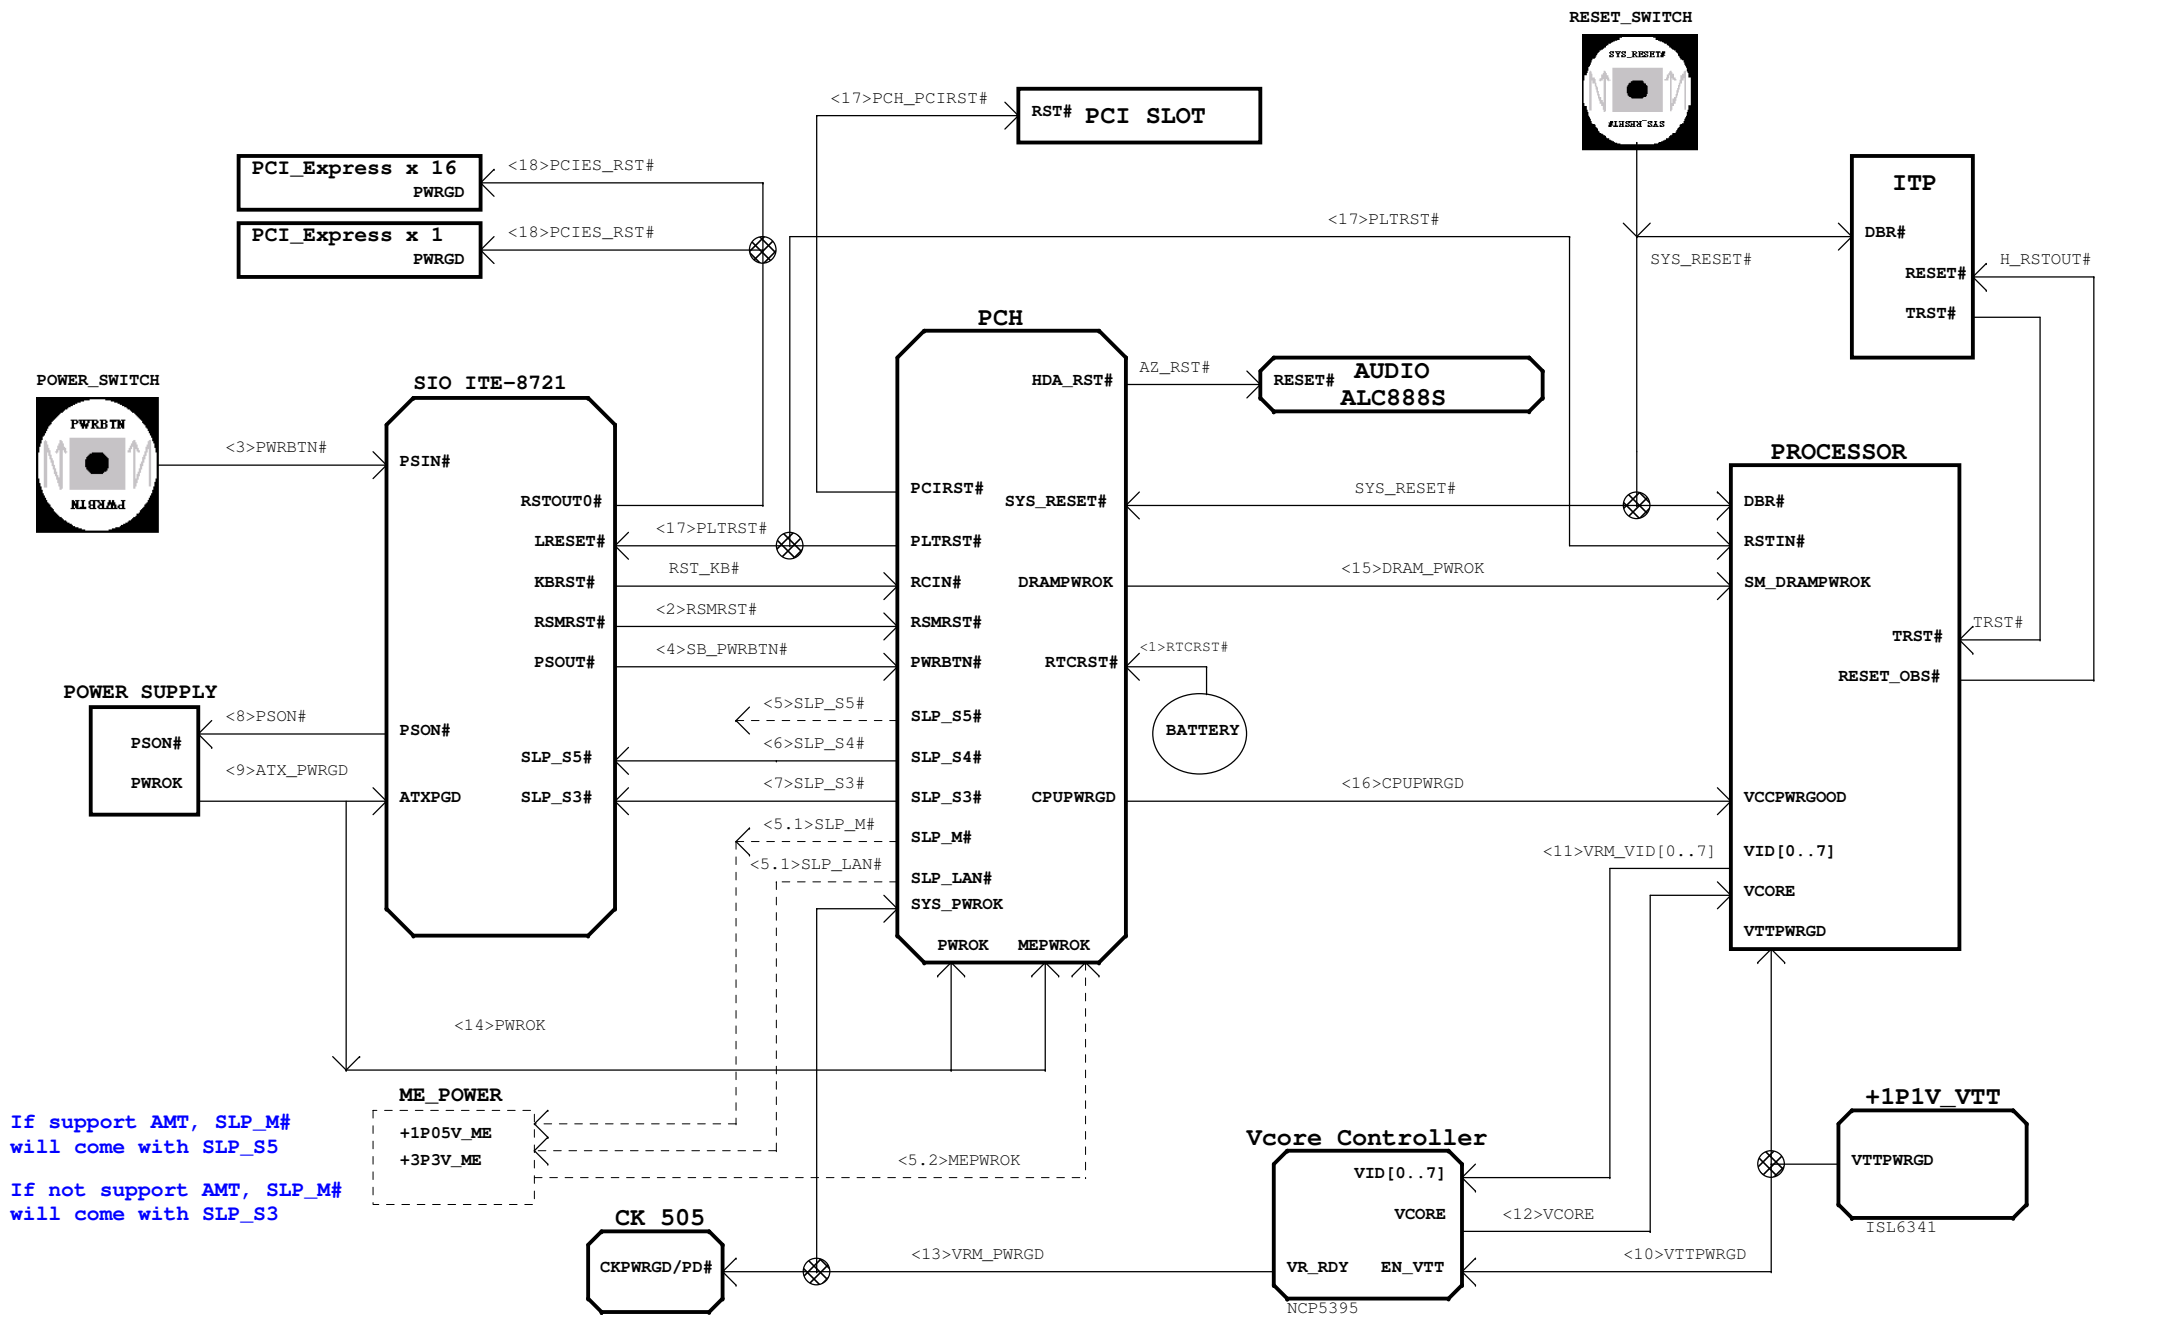 RESET_SWITCH
SYS_RESET#
SYS_RESET#
<17>PCH_PCIRST#
RST# PCI SLOT
PCI_Express x 16
PWRGD
<18>PCIES_RST#
PCI_Express x 1
PWRGD
<18>PCIES_RST#
<17>PLTRST#
ITP
DBR#
RESET#
TRST#
SYS_RESET#
H_RSTOUT#
PCH
HDA_RST#
AZ_RST#
RESET# AUDIO
ALC888S
POWER_SWITCH
PWRBTN
PWRBTN
<3>PWRBTN#
SIO ITE-8721
PSIN#
RSTOUT0#
LRESET#
KBRST#
RSMRST#
PSOUT#
PSON#
SLP_S5#
ATXPGD
SLP_S3#
<17>PLTRST#
RST_KB#
<2>RSMRST#
<4>SB_PWRBTN#
<5>SLP_S5#
<6>SLP_S4#
<7>SLP_S3#
<5.1>SLP_M#
<5.1>SLP_LAN#
PCIRST#
SYS_RESET#
PLTRST#
RCIN#
DRAMPWROK
RSMRST#
PWRBTN#
RTCRST#
SLP_S5#
SLP_S4#
SLP_S3#
CPUPWRGD
SLP_M#
SLP_LAN#
SYS_PWROK
PWROK
MEPWROK
SYS_RESET#
<15>DRAM_PWROK
<1>RTCRST#
BATTERY
<16>CPUPWRGD
<11>VRM_VID[0..7]
PROCESSOR
DBR#
RSTIN#
SM_DRAMPWROK
TRST#
RESET_OBS#
VCCPWRGOOD
VID[0..7]
VCORE
VTTPWRGD
TRST#
POWER SUPPLY
PSON#
PWROK
<8>PSON#
<9>ATX_PWRGD
<14>PWROK
ME_POWER
+1P05V_ME
+3P3V_ME
<5.2>MEPWROK
If support AMT, SLP_M#
will come with SLP_S5
If not support AMT, SLP_M#
will come with SLP_S3
CK 505
CKPWRGD/PD#
<13>VRM_PWRGD
Vcore Controller
VID[0..7]
VCORE
VR_RDY
EN_VTT
NCP5395
<12>VCORE
<10>VTTPWRGD
+1P1V_VTT
VTTPWRGD
ISL6341